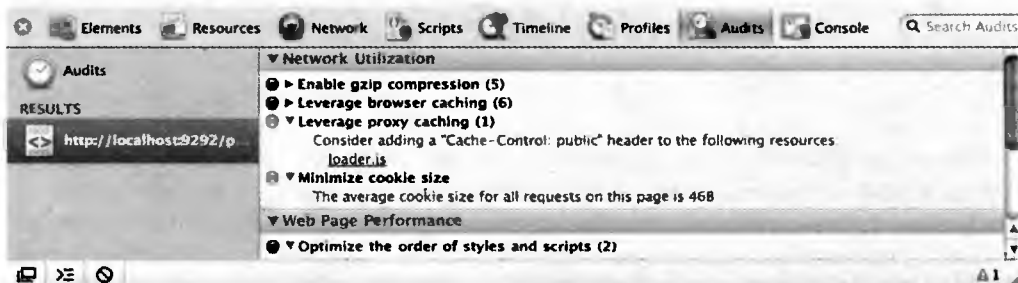 Elements Resources Network Scripts Timeline Profiles Audits Console Search Audits
Audits
RESULTS
http://localhost:9292/p
Network Utilization
Enable gzip compression (5)
Leverage browser caching (6)
Leverage proxy caching (1)
Consider adding a "Cache-Control: public" header to the following resources
loader.js
Minimize cookie size
The average cookie size for all requests on this page is 468
Web Page Performance
Optimize the order of styles and scripts (2)
1